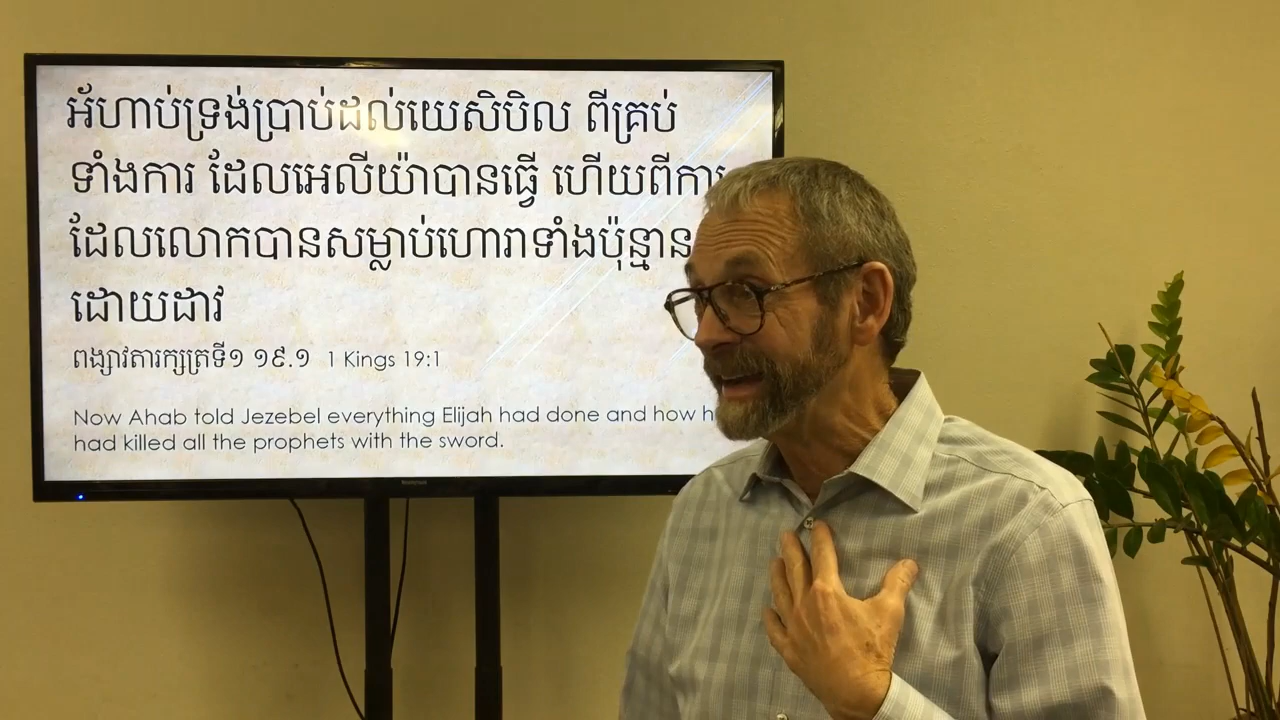 អ័ហាប់ទ្រង់ប្រាប់ដល់យេសិបិល ពីគ្រប់
ទាំងការ ដែលអេលីយ៉ាបានធ្វើ ហើយពីការ
ដែលលោកបានសម្លាប់ហោរាទាំងប៉ុន្មាន
ដោយដាវ
ពង្សាវតារក្សត្រទី១ ១៩.១ 1 Kings 19:1
Now Ahab told Jezebel everything Elijah had done and how
had killed all the prophets with the sword.